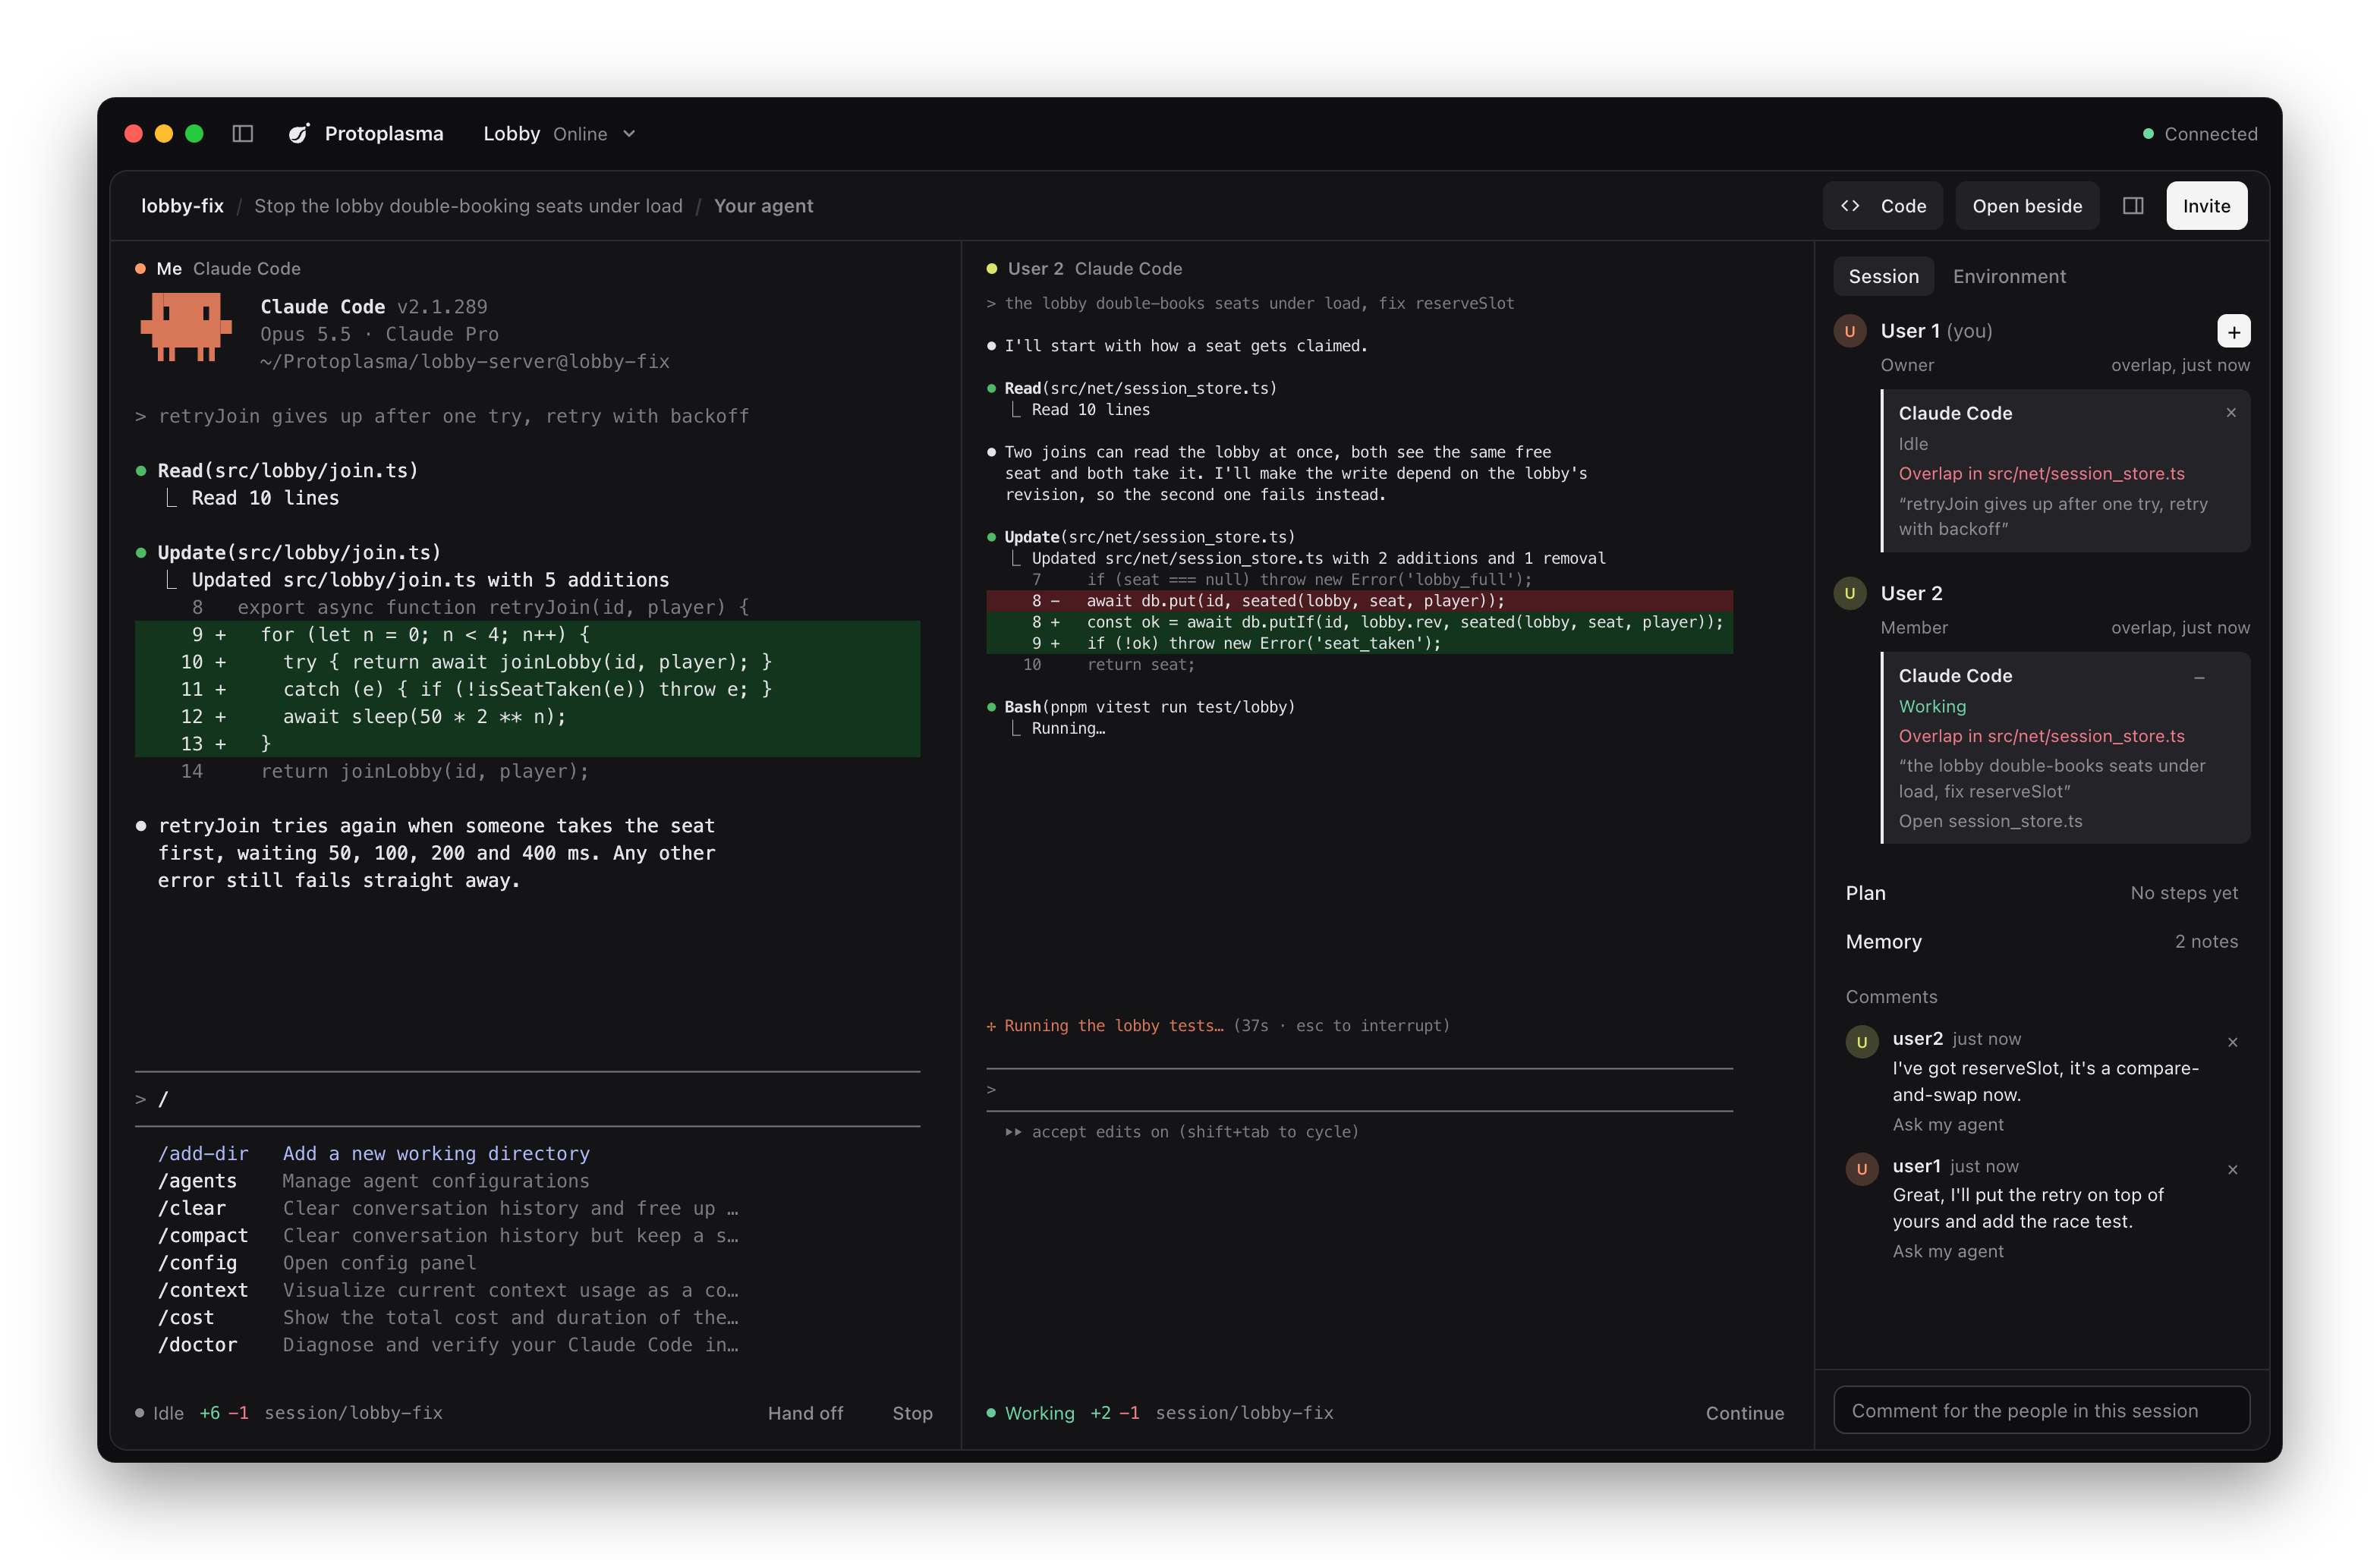 Protoplasma Lobby Online
Connected
lobby-fix / Stop the lobby double-booking seats under load / Your agent
Code
Open beside
Invite
Me Claude Code
Claude Code v2.1.289
Opus 5.5 · Claude Pro
~/Protoplasma/lobby-server@lobby-fix
> retryJoin gives up after one try, retry with backoff
● Read(src/lobby/join.ts)
⎿ Read 10 lines
● Update(src/lobby/join.ts)
⎿ Updated src/lobby/join.ts with 5 additions
8 export async function retryJoin(id, player) {
9 + for (let n = 0; n < 4; n++) {
10 + try { return await joinLobby(id, player); }
11 + catch (e) { if (!isSeatTaken(e)) throw e; }
12 + await sleep(50 * 2 ** n);
13 + }
14 return joinLobby(id, player);
● retryJoin tries again when someone takes the seat
first, waiting 50, 100, 200 and 400 ms. Any other
error still fails straight away.
> /
/add-dir Add a new working directory
/agents Manage agent configurations
/clear Clear conversation history and free up …
/compact Clear conversation history but keep a s…
/config Open config panel
/context Visualize current context usage as a co…
/cost Show the total cost and duration of the…
/doctor Diagnose and verify your Claude Code in…
Idle +6 −1 session/lobby-fix
Hand off
Stop
User 2 Claude Code
> the lobby double-books seats under load, fix reserveSlot
● I'll start with how a seat gets claimed.
● Read(src/net/session_store.ts)
⎿ Read 10 lines
● Two joins can read the lobby at once, both see the same free
seat and both take it. I'll make the write depend on the lobby's
revision, so the second one fails instead.
● Update(src/net/session_store.ts)
⎿ Updated src/net/session_store.ts with 2 additions and 1 removal
7 if (seat === null) throw new Error('lobby_full');
8 − await db.put(id, seated(lobby, seat, player));
8 + const ok = await db.putIf(id, lobby.rev, seated(lobby, seat, player));
9 + if (!ok) throw new Error('seat_taken');
10 return seat;
● Bash(pnpm vitest run test/lobby)
⎿ Running…
✢ Running the lobby tests… (37s · esc to interrupt)
>
⏵⏵ accept edits on (shift+tab to cycle)
Working +2 −1 session/lobby-fix
Continue
Session
Environment
U User 1 (you)
+
Owner
overlap, just now
Claude Code ×
Idle
Overlap in src/net/session_store.ts
“retryJoin gives up after one try, retry
with backoff”
U User 2
Member
overlap, just now
Claude Code –
Working
Overlap in src/net/session_store.ts
“the lobby double-books seats under
load, fix reserveSlot”
Open session_store.ts
Plan No steps yet
Memory 2 notes
Comments
U user2 just now ×
I've got reserveSlot, it's a compare-
and-swap now.
Ask my agent
U user1 just now ×
Great, I'll put the retry on top of
yours and add the race test.
Ask my agent
Comment for the people in this session